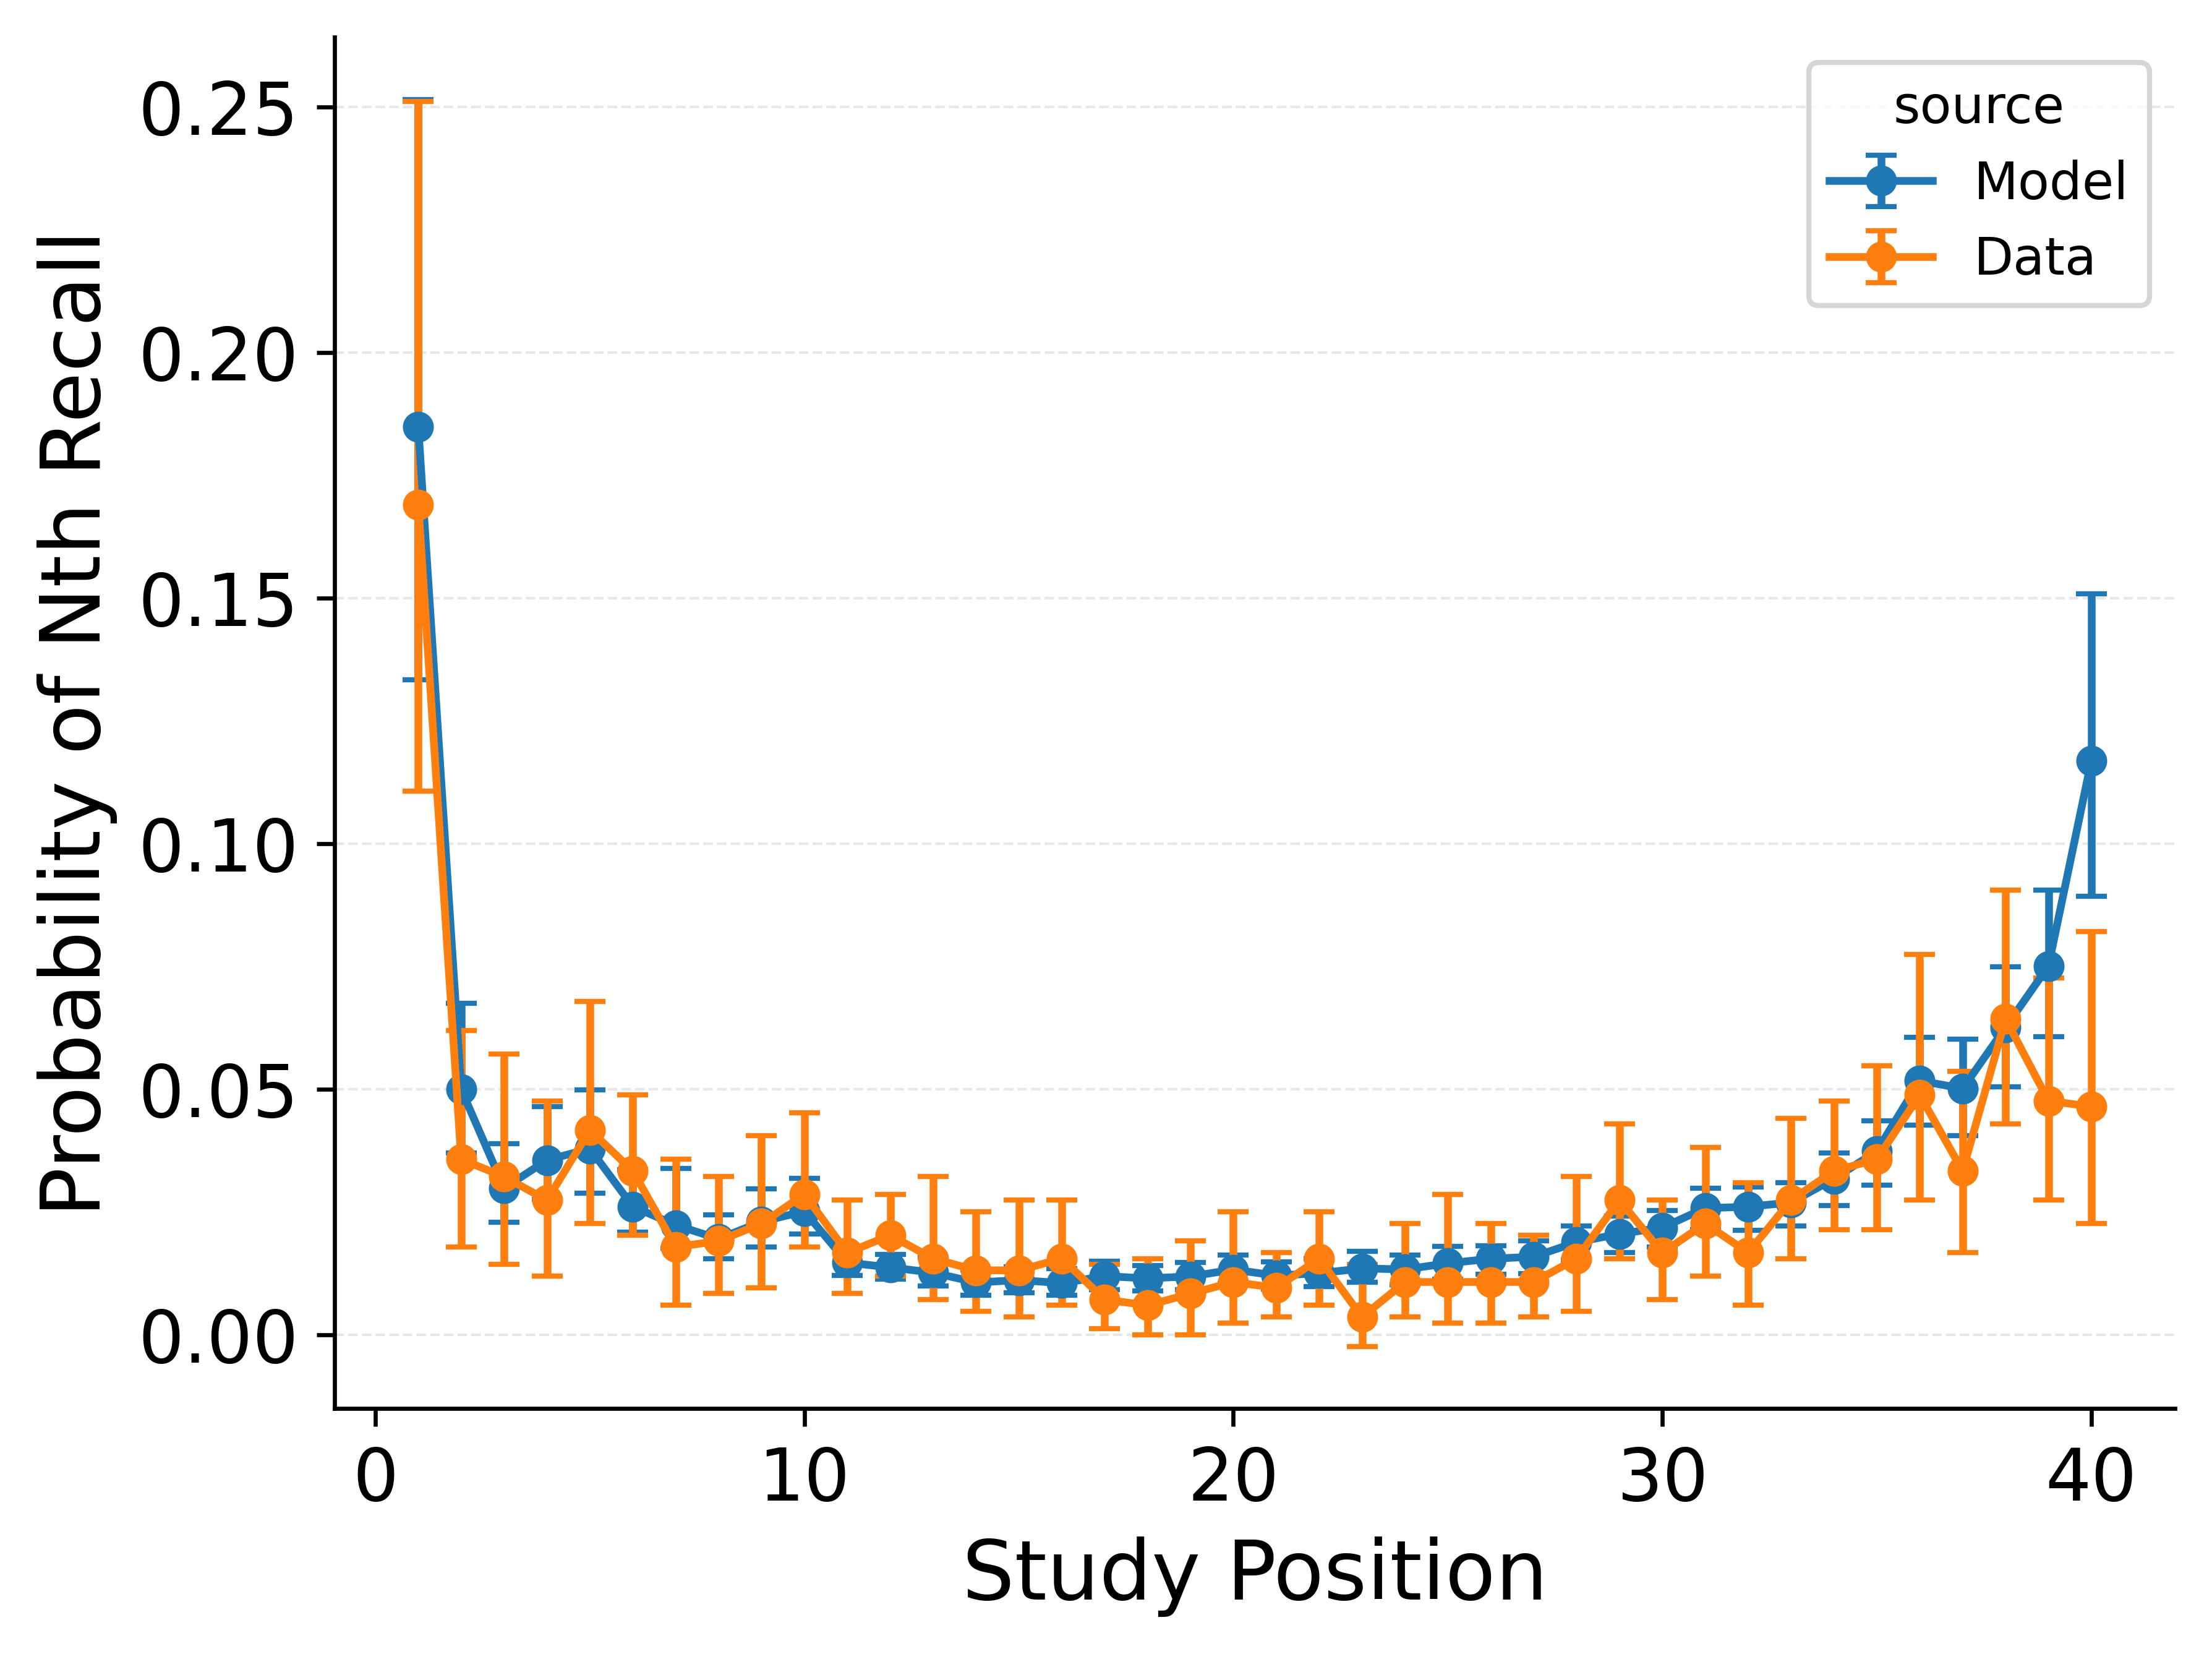 Probability of Nth Recall
0.25
0.20
0.15
0.10
0.05
0.00
source
Model
Data
0 10 20 30 40
Study Position